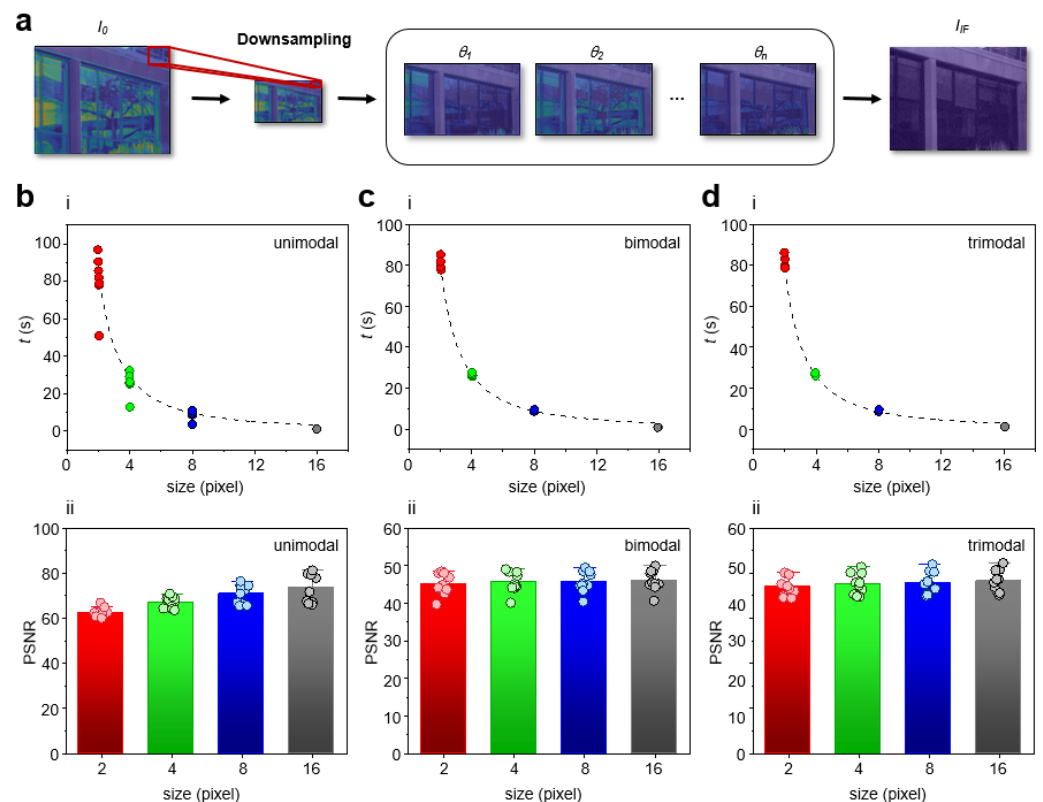 a
I₀
Downsampling
θ₁
θ₂
...
θₙ
I_IF
b
i
unimodal
100
80
60
40
20
0
t (s)
0 4 8 12 16
size (pixel)
ii
unimodal
100
80
60
40
20
0
PSNR
2 4 8 16
size (pixel)
c
i
bimodal
100
80
60
40
20
0
t (s)
0 4 8 12 16
size (pixel)
ii
bimodal
60
50
40
30
20
10
0
PSNR
2 4 8 16
size (pixel)
d
i
trimodal
100
80
60
40
20
0
t (s)
0 4 8 12 16
size (pixel)
ii
trimodal
60
50
40
30
20
10
0
PSNR
2 4 8 16
size (pixel)